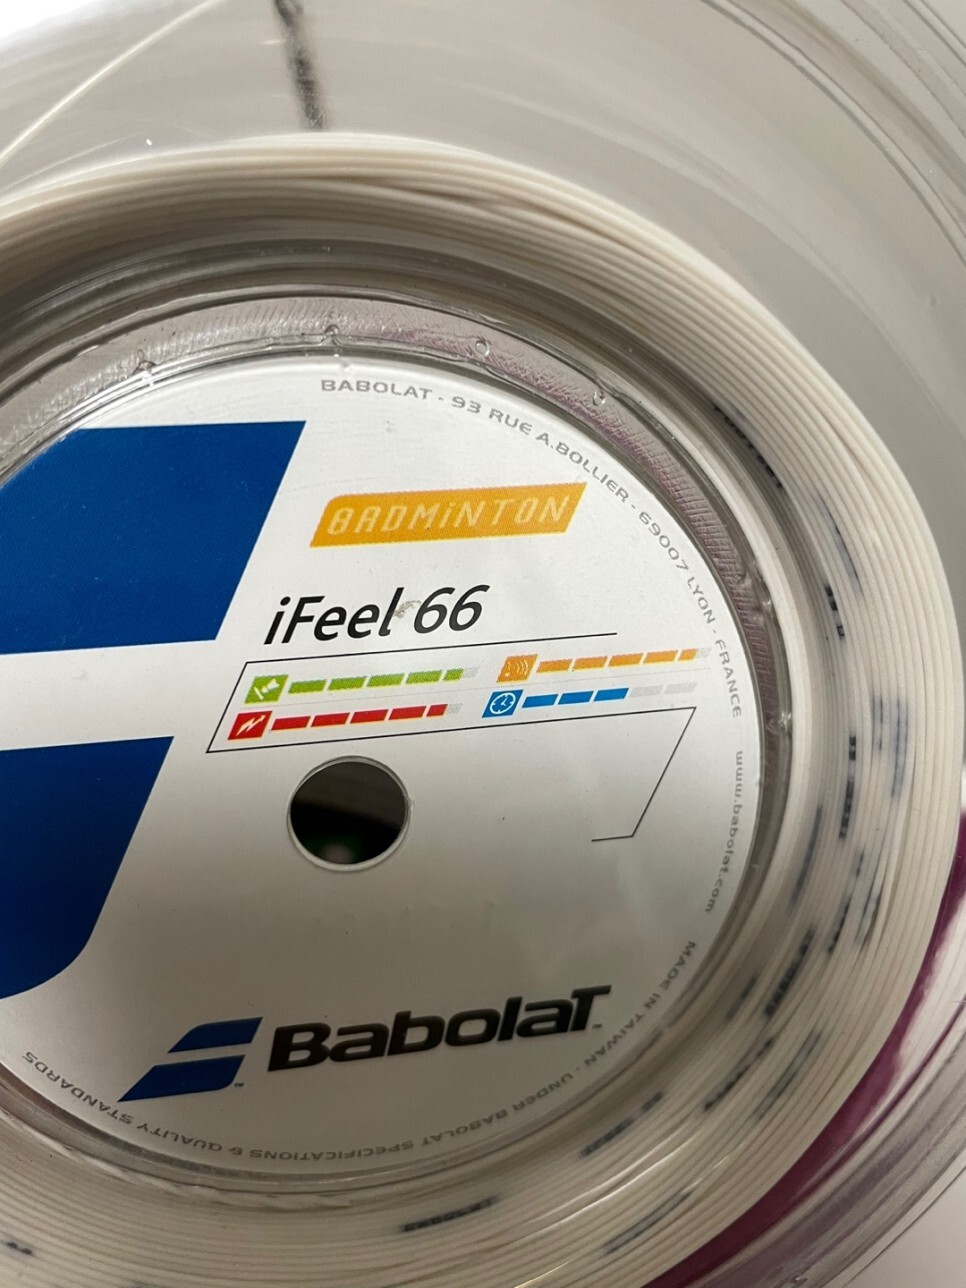 BABOLAT - 93 RUE A.BOLLIER - 69007 LYON - FRANCE
www.babolat.com
MADE IN TAIWAN - UNDER BABOLAT SPECIFICATIONS & QUALITY STANDARDS
BADMiNTON
iFeel 66
BabolaT